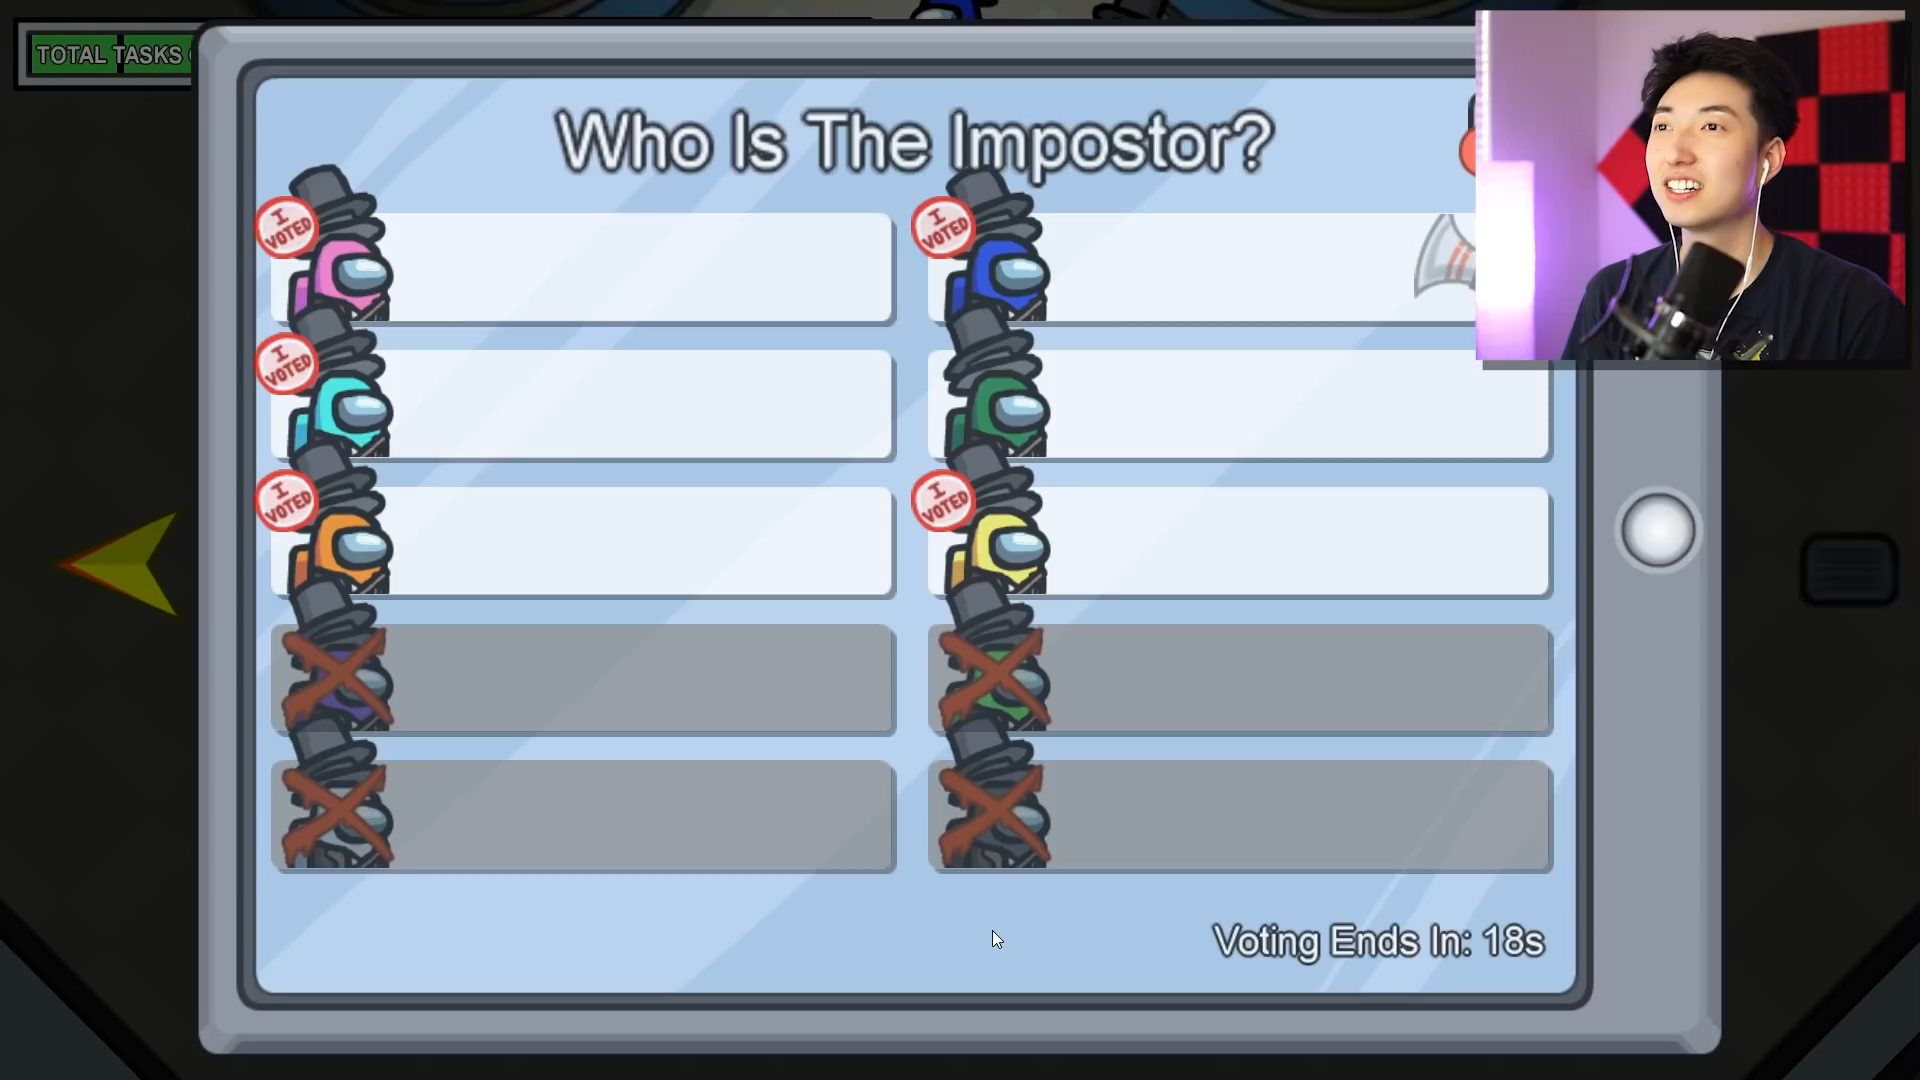 TOTAL TASKS
Who Is The Impostor?
I VOTED
I VOTED
I VOTED
I VOTED
I VOTED
Voting Ends In: 18s